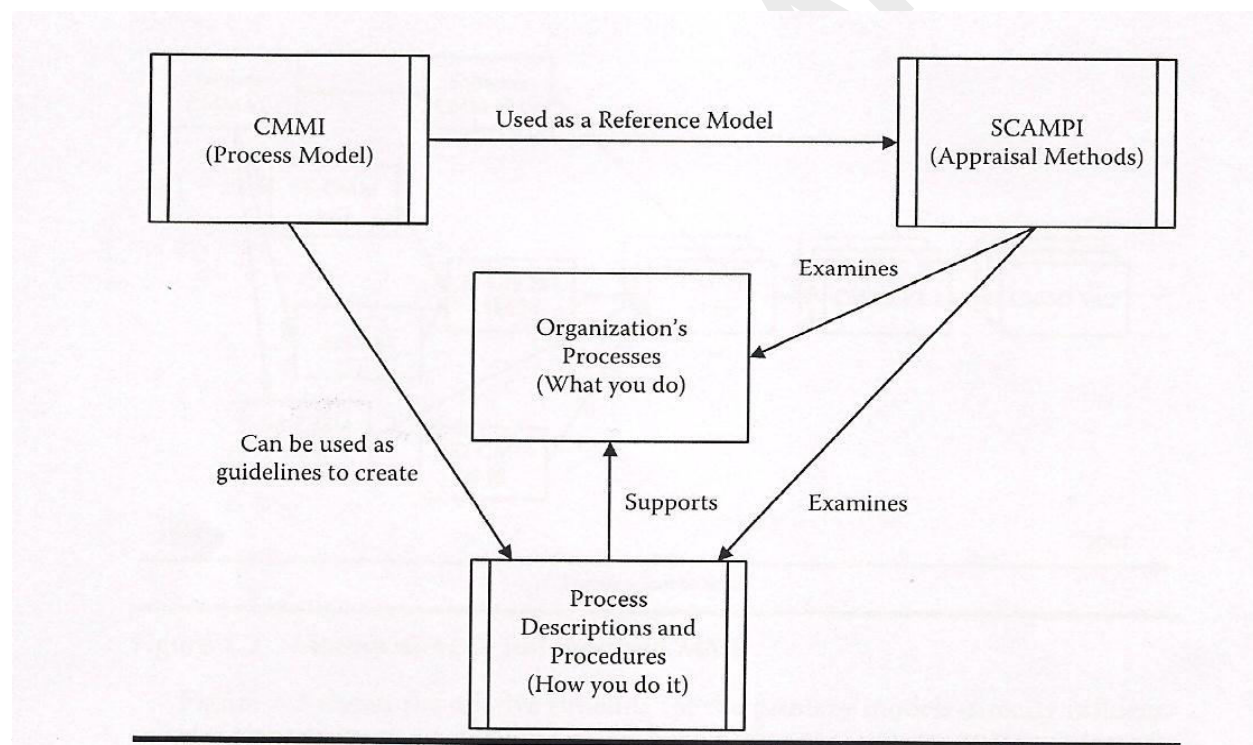 CMMI
(Process Model)
Used as a Reference Model
SCAMPI
(Appraisal Methods)
Examines
Organization's
Processes
(What you do)
Can be used as
guidelines to create
Supports
Examines
Process
Descriptions and
Procedures
(How you do it)